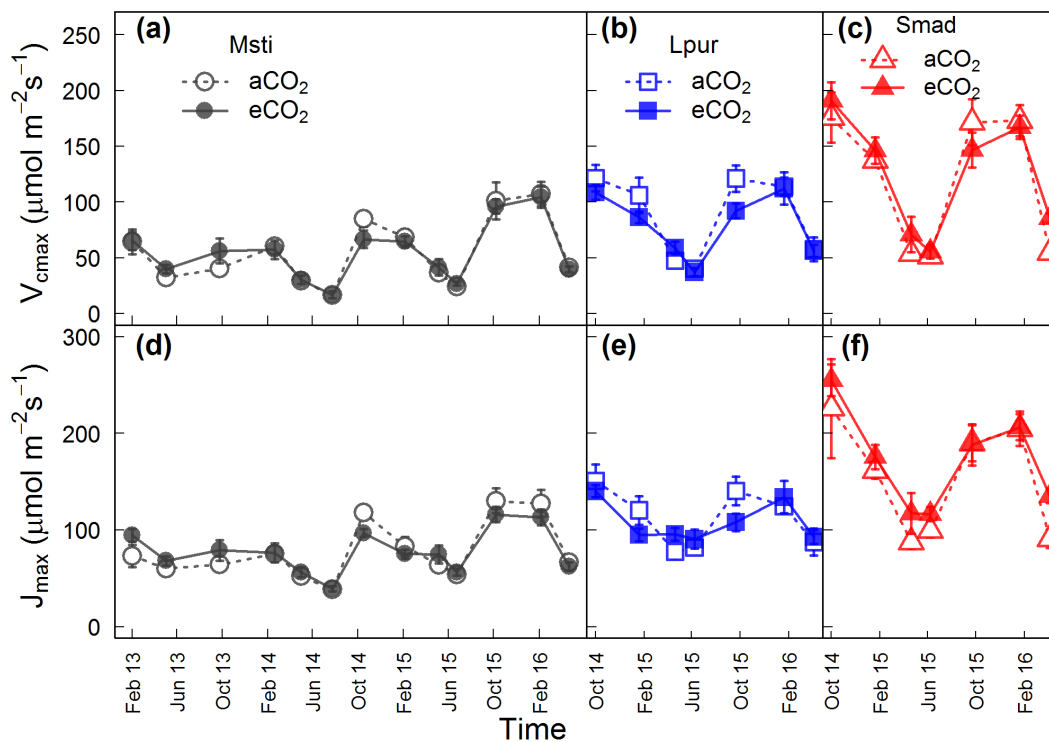 (a) Msti
aCO₂
eCO₂
(b) Lpur
aCO₂
eCO₂
(c) Smad
aCO₂
eCO₂
250
200
150
100
50
0
V_cmax (μmol m⁻²s⁻¹)
(d)
(e)
(f)
300
200
100
0
J_max (μmol m⁻²s⁻¹)
Feb 13 Jun 13 Oct 13 Feb 14 Jun 14 Oct 14 Feb 15 Jun 15 Oct 15 Feb 16
Oct 14 Feb 15 Jun 15 Oct 15 Feb 16
Oct 14 Feb 15 Jun 15 Oct 15 Feb 16
Time